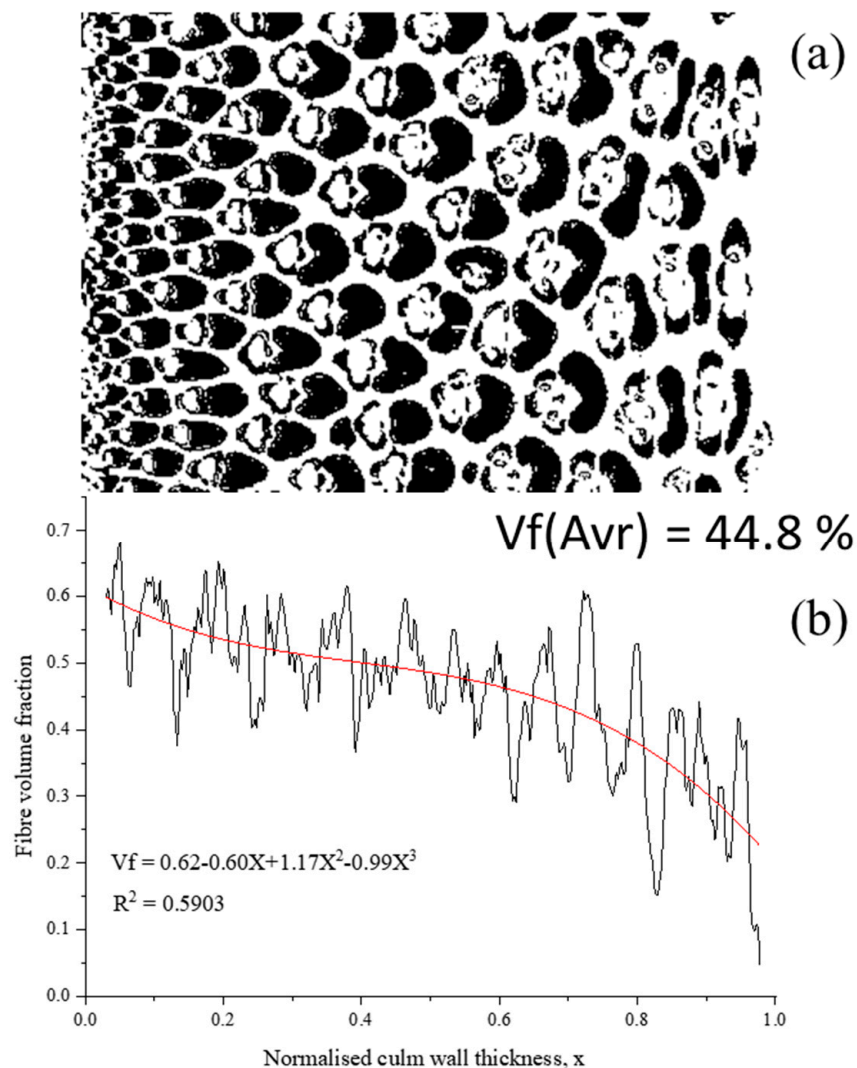 (a)
Vf(Avr) = 44.8 %
(b)
0.7
0.6
0.5
0.4
0.3
0.2
0.1
0.0
Fibre volume fraction
Vf = 0.62-0.60X+1.17X²-0.99X³
R² = 0.5903
0.0 0.2 0.4 0.6 0.8 1.0
Normalised culm wall thickness, x